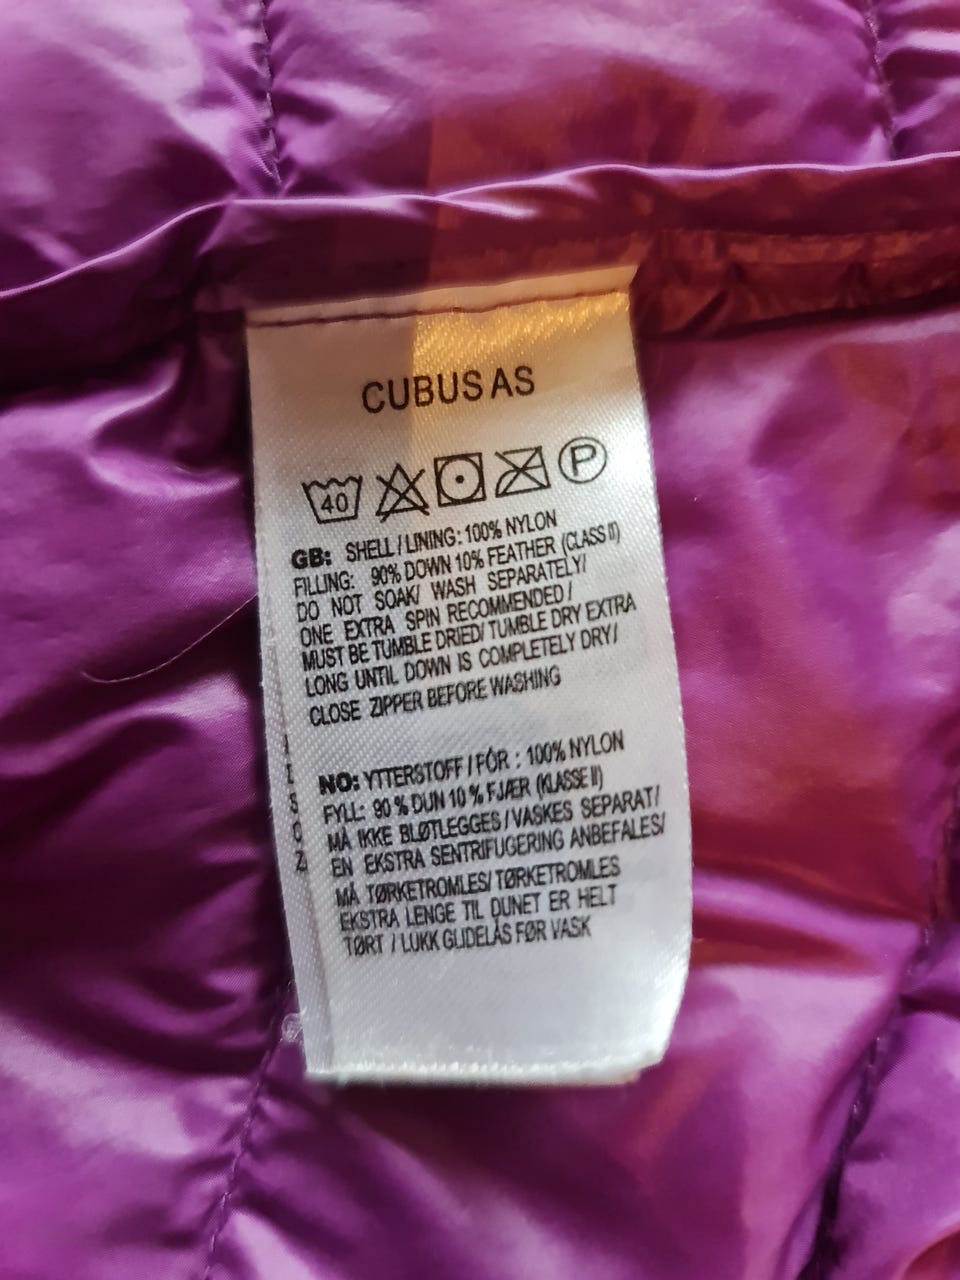 CUBUS AS
40 P
GB: SHELL / LINING: 100% NYLON
FILLING: 90% DOWN 10% FEATHER (CLASS II)
DO NOT SOAK/ WASH SEPARATELY/
ONE EXTRA SPIN RECOMMENDED /
MUST BE TUMBLE DRIED/ TUMBLE DRY EXTRA
LONG UNTIL DOWN IS COMPLETELY DRY/
CLOSE ZIPPER BEFORE WASHING
NO: YTTERSTOFF / FÔR : 100% NYLON
FYLL: 90 % DUN 10 % FJÆR (KLASSE II)
MÅ IKKE BLØTLEGGES / VASKES SEPARAT/
EN EKSTRA SENTRIFUGERING ANBEFALES/
MÅ TØRKETROMLES/ TØRKETROMLES
EKSTRA LENGE TIL DUNET ER HELT
TØRT / LUKK GLIDELÅS FØR VASK